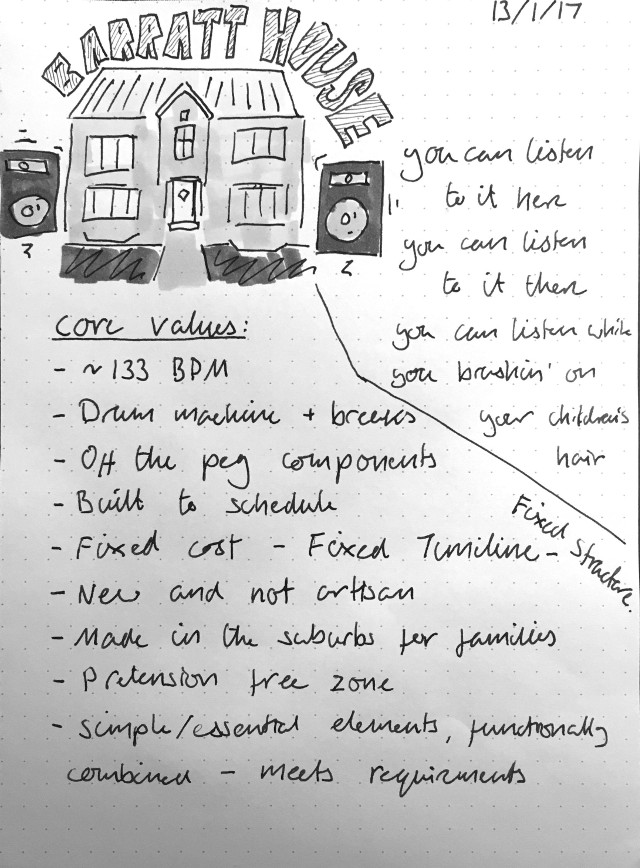 13/1/17
BARRATT HOUSE
you can listen
to it here
you can listen
to it there
you can listen while
you brushin' on
your children's
hair
core values:
- ~133 BPM
- Drum machine + breaks
- Off the peg components
- Built to schedule
- Fixed cost - Fixed Timeline -
Fixed Structure.
- New and not artisan
- Made in the suburbs for families
- Pretension free zone
- simple/essential elements, functionally
combined - meets requirments